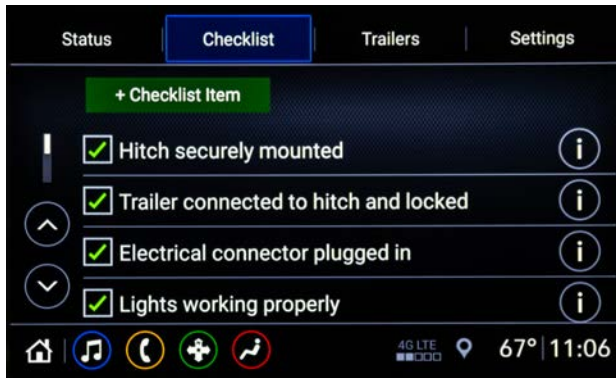 Status Checklist Trailers Settings
+ Checklist Item
Hitch securely mounted
Trailer connected to hitch and locked
Electrical connector plugged in
Lights working properly
4G LTE 67° 11:06